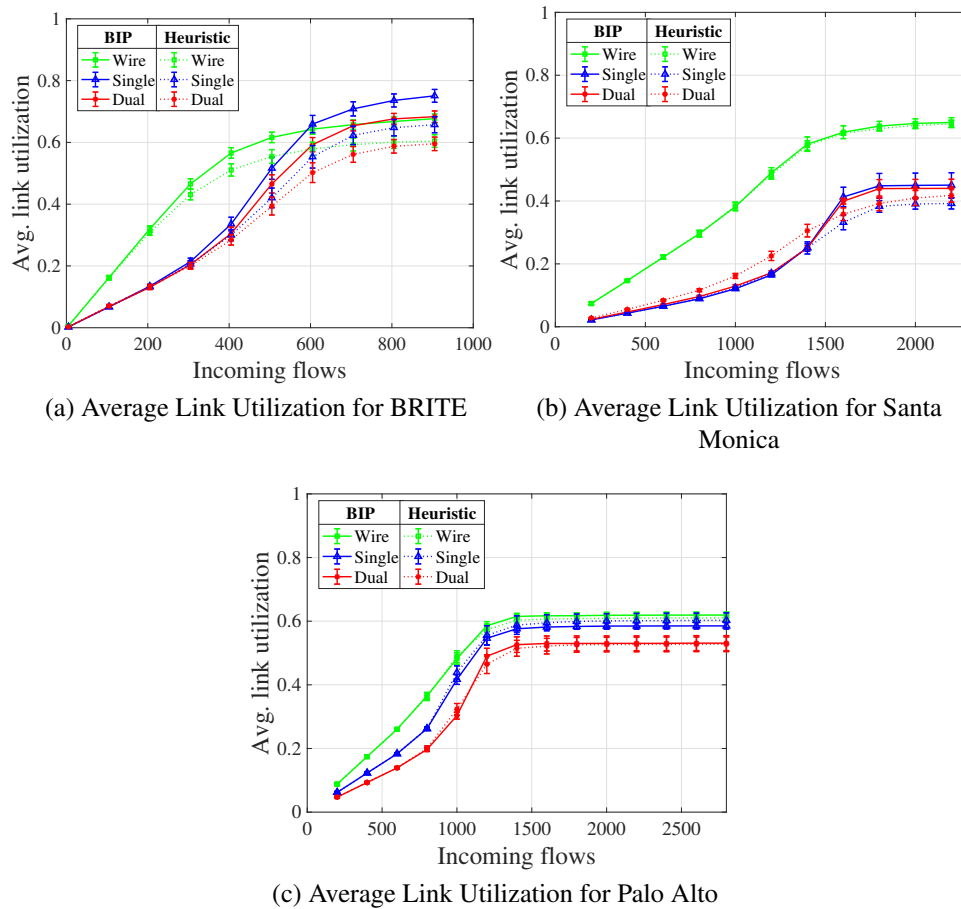 BIP Heuristic
Wire Wire
Single Single
Dual Dual
1
0.8
0.6
0.4
0.2
0
0 200 400 600 800 1000
Avg. link utilization
Incoming flows
(a) Average Link Utilization for BRITE
BIP Heuristic
Wire Wire
Single Single
Dual Dual
1
0.8
0.6
0.4
0.2
0
0 500 1000 1500 2000
Avg. link utilization
Incoming flows
(b) Average Link Utilization for Santa
Monica
BIP Heuristic
Wire Wire
Single Single
Dual Dual
1
0.8
0.6
0.4
0.2
0
0 500 1000 1500 2000 2500
Avg. link utilization
Incoming flows
(c) Average Link Utilization for Palo Alto